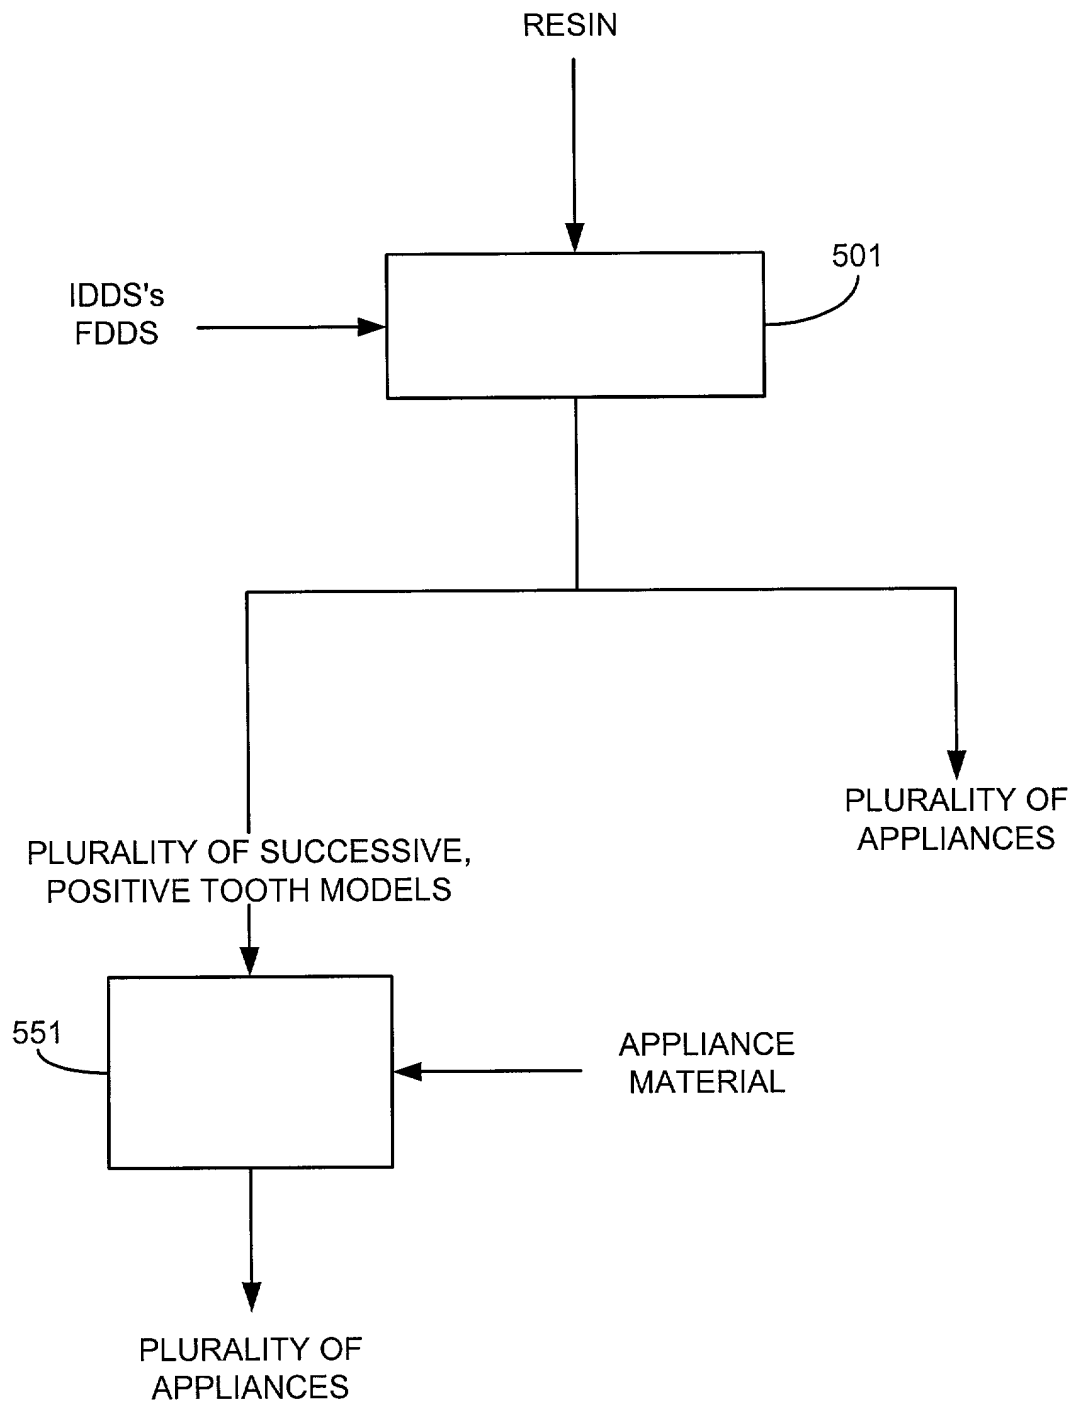 RESIN
501
IDDS's
FDDS
PLURALITY OF
APPLIANCES
PLURALITY OF SUCCESSIVE,
POSITIVE TOOTH MODELS
551
APPLIANCE
MATERIAL
PLURALITY OF
APPLIANCES